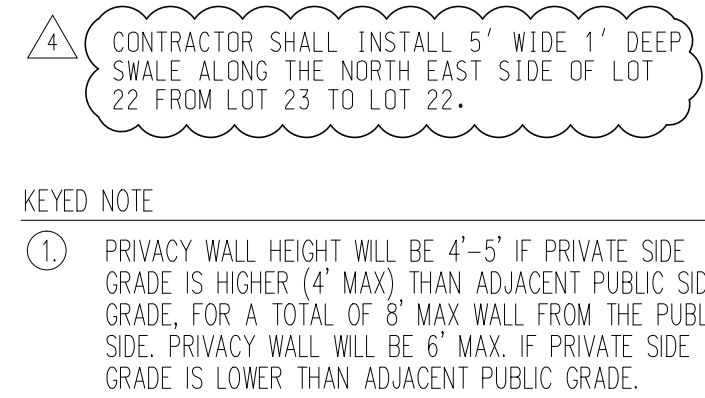 4 CONTRACTOR SHALL INSTALL 5' WIDE 1' DEEP
SWALE ALONG THE NORTH EAST SIDE OF LOT
22 FROM LOT 23 TO LOT 22.
KEYED NOTE
1. PRIVACY WALL HEIGHT WILL BE 4'-5' IF PRIVATE SIDE
GRADE IS HIGHER (4' MAX) THAN ADJACENT PUBLIC SID
GRADE, FOR A TOTAL OF 8' MAX WALL FROM THE PUBL
SIDE. PRIVACY WALL WILL BE 6' MAX. IF PRIVATE SIDE
GRADE IS LOWER THAN ADJACENT PUBLIC GRADE.